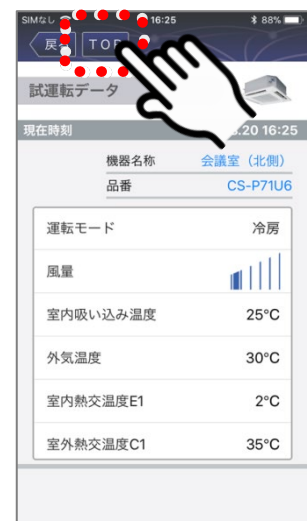 SIMなし 16:25 88%
戻 TOP
試運転データ
現在時刻 .20 16:25
機器名称 会議室（北側）
品番 CS-P71U6
運転モード 冷房
風量
室内吸い込み温度 25°C
外気温度 30°C
室内熱交温度E1 2°C
室外熱交温度C1 35°C